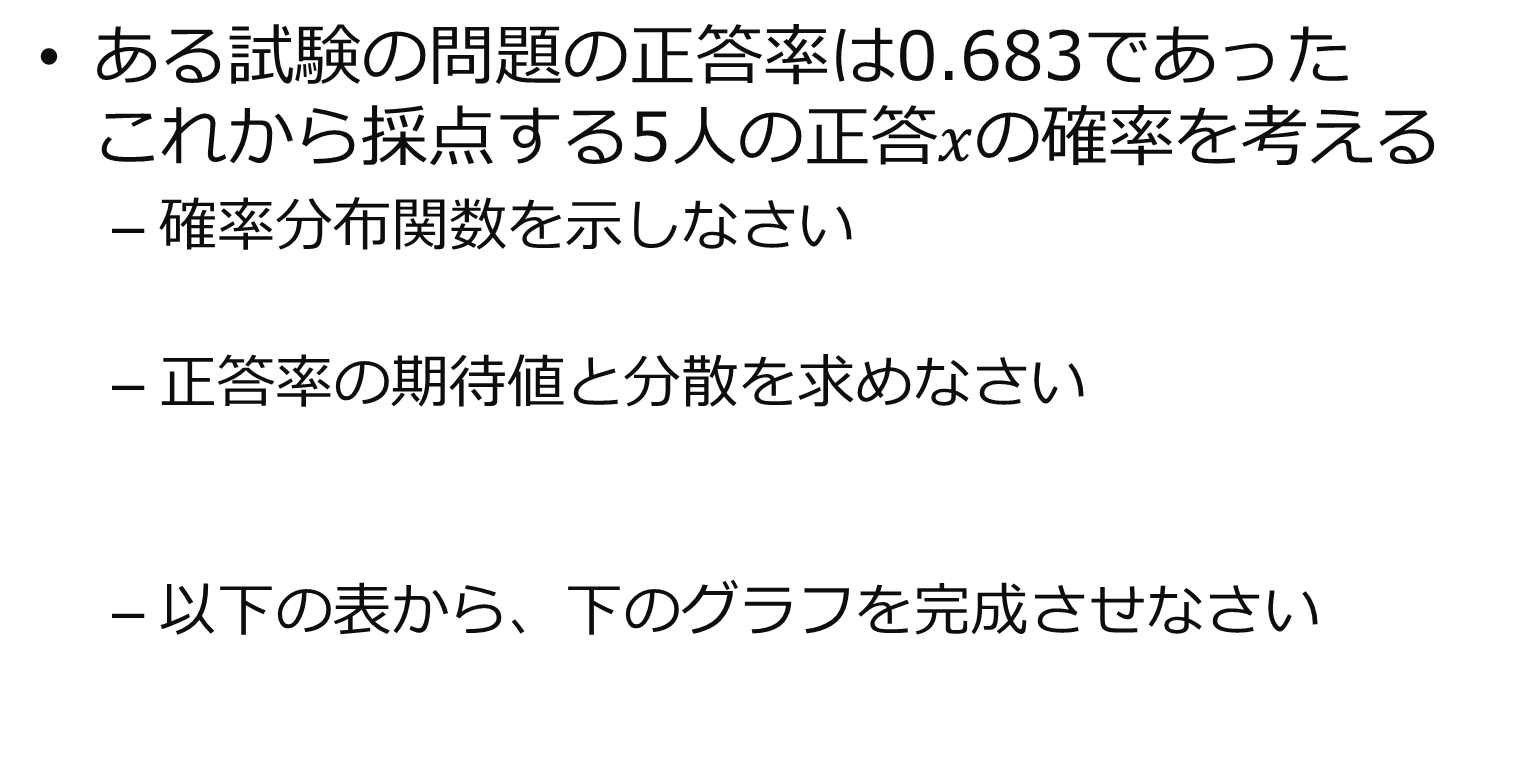 • ある試験の問題の正答率は0.683であった
これから採点する5人の正答xの確率を考える
– 確率分布関数を示しなさい
– 正答率の期待値と分散を求めなさい
– 以下の表から、下のグラフを完成させなさい